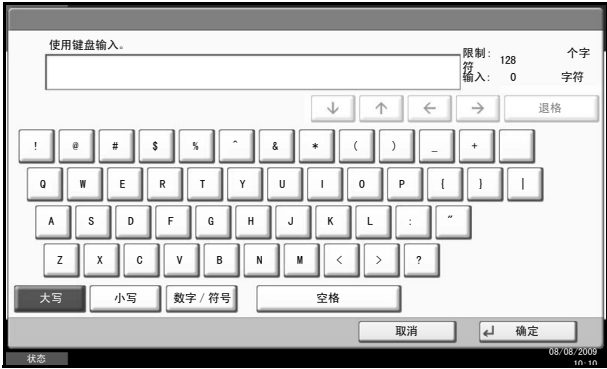 使用键盘输入。
限制: 128 个字符
输入: 0 字符
↓ ↑ ← → 退格
! @ # $ % ^ & * ( ) _ +
Q W E R T Y U I O P { } |
A S D F G H J K L : "
Z X C V B N M < > ?
大写 小写 数字 / 符号 空格
取消 ↵ 确定
状态 08/08/2009
10:10